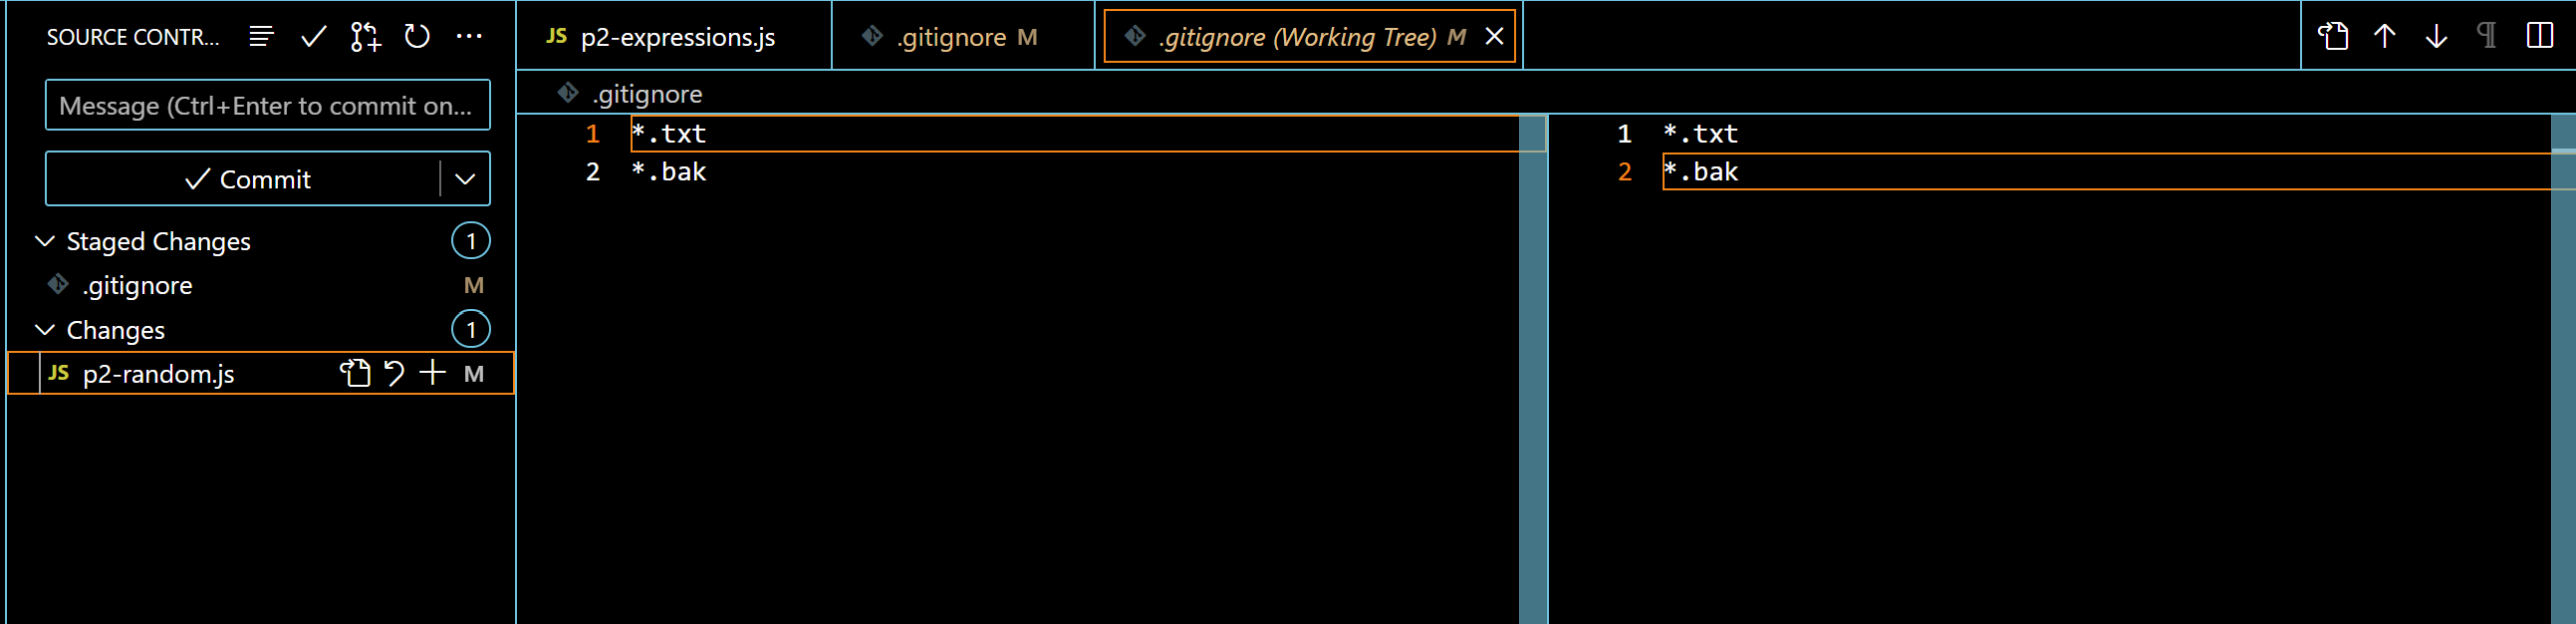 SOURCE CONTR...
Message (Ctrl+Enter to commit on...
Commit
Staged Changes 1
.gitignore M
Changes 1
JS p2-random.js M
JS p2-expressions.js
.gitignore M
.gitignore (Working Tree) M
.gitignore
1 *.txt
2 *.bak
1 *.txt
2 *.bak